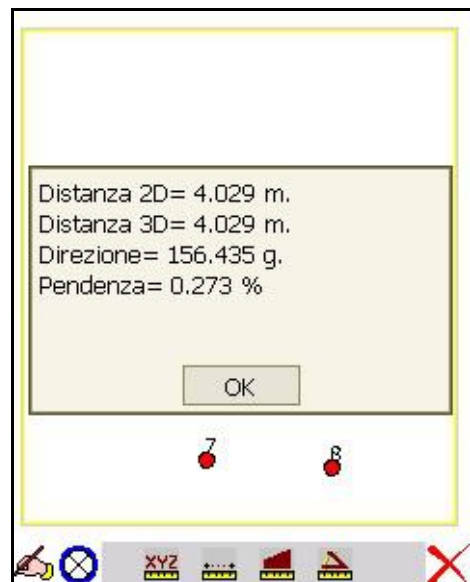 Distanza 2D= 4.029 m.
Distanza 3D= 4.029 m.
Direzione= 156.435 g.
Pendenza= 0.273 %
OK
7
8
XYZ